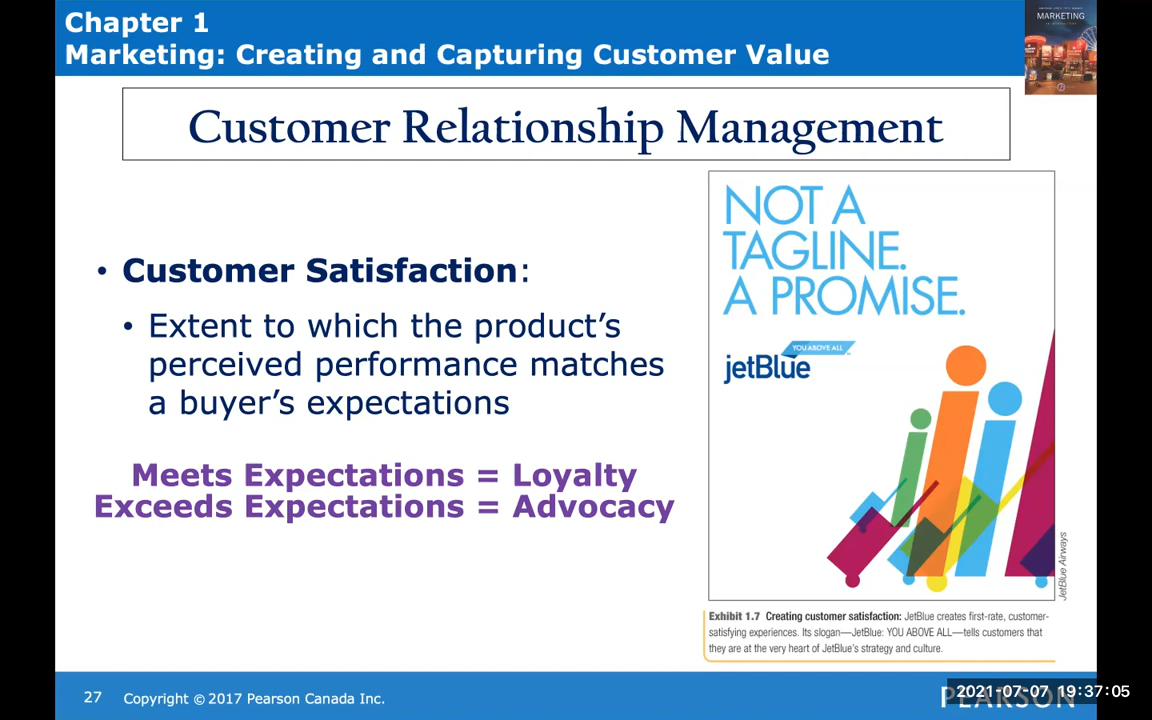 Chapter 1
Marketing: Creating and Capturing Customer Value
MARKETING
Customer Relationship Management
• Customer Satisfaction:
• Extent to which the product’s
perceived performance matches
a buyer’s expectations
Meets Expectations = Loyalty
Exceeds Expectations = Advocacy
NOT A
TAGLINE.
A PROMISE.
YOU ABOVE ALL
jetBlue
JetBlue Airways
Exhibit 1.7 Creating customer satisfaction: JetBlue creates first-rate, customer-
satisfying experiences. Its slogan—JetBlue: YOU ABOVE ALL—tells customers that
they are at the very heart of JetBlue’s strategy and culture.
27 Copyright © 2017 Pearson Canada Inc.
PEARSON
2021-07-07 19:37:05